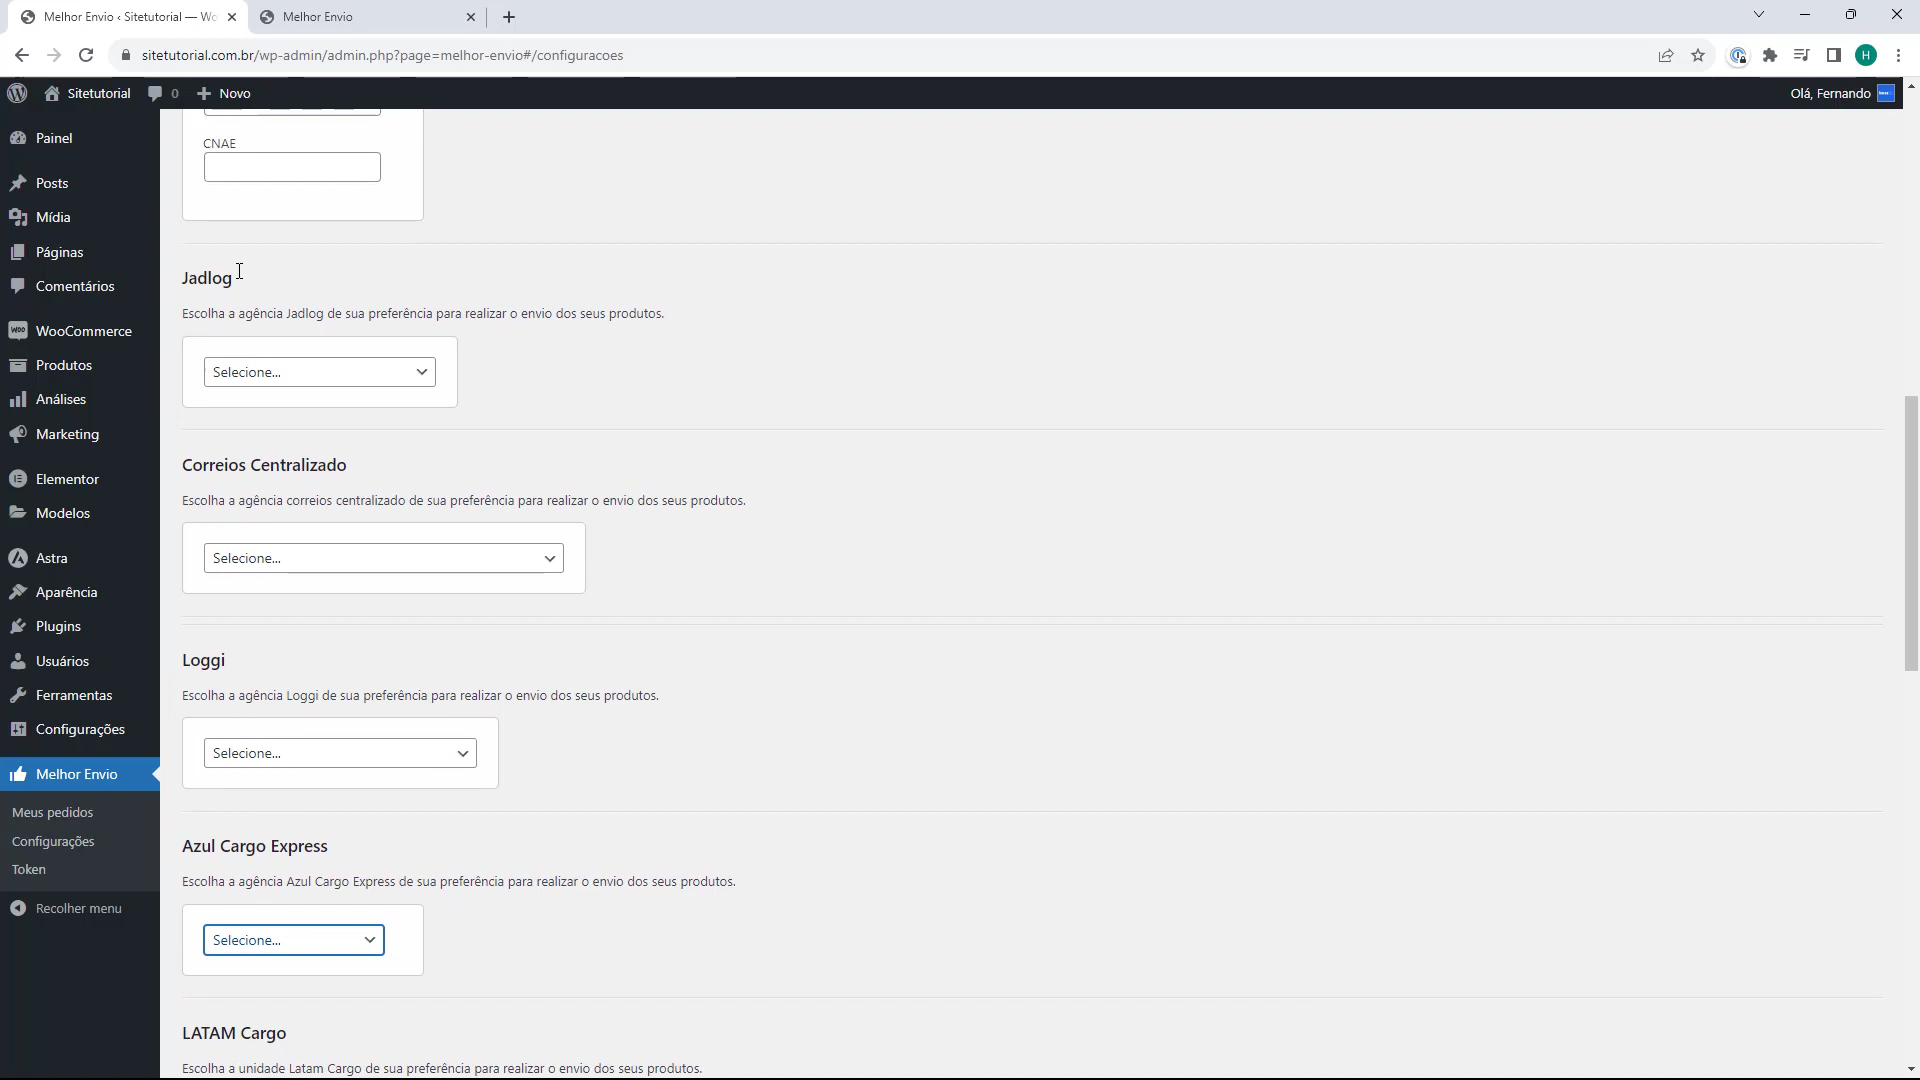 Melhor Envio ‹ Sitetutorial — Wo
Melhor Envio
sitetutorial.com.br/wp-admin/admin.php?page=melhor-envio#/configuracoes
H
Sitetutorial
0
Novo
Olá, Fernando
Painel
Posts
Mídia
Páginas
Comentários
WooCommerce
Produtos
Análises
Marketing
Elementor
Modelos
Astra
Aparência
Plugins
Usuários
Ferramentas
Configurações
Melhor Envio
Meus pedidos
Configurações
Token
Recolher menu
CNAE
Jadlog
Escolha a agência Jadlog de sua preferência para realizar o envio dos seus produtos.
Selecione...
Correios Centralizado
Escolha a agência correios centralizado de sua preferência para realizar o envio dos seus produtos.
Selecione...
Loggi
Escolha a agência Loggi de sua preferência para realizar o envio dos seus produtos.
Selecione...
Azul Cargo Express
Escolha a agência Azul Cargo Express de sua preferência para realizar o envio dos seus produtos.
Selecione...
LATAM Cargo
Escolha a unidade Latam Cargo de sua preferência para realizar o envio dos seus produtos.